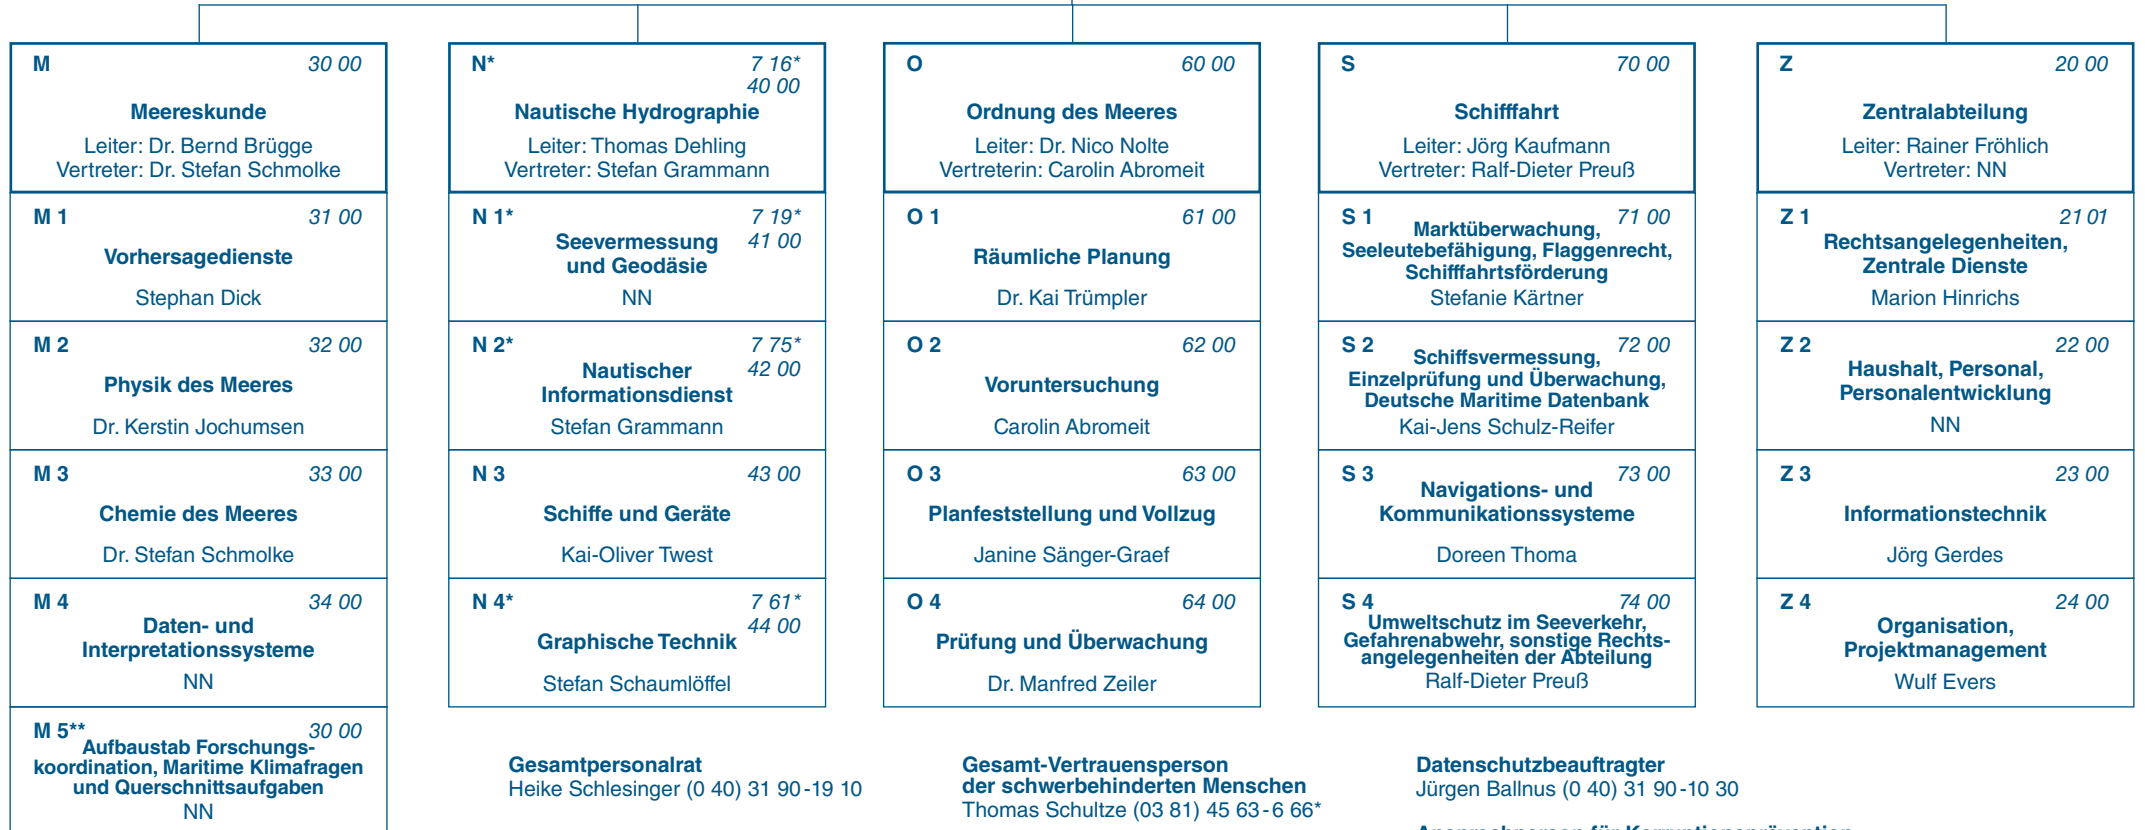 M 30 00
Meereskunde
Leiter: Dr. Bernd Brügge
Vertreter: Dr. Stefan Schmolke
M 1 31 00
Vorhersagedienste
Stephan Dick
M 2 32 00
Physik des Meeres
Dr. Kerstin Jochumsen
M 3 33 00
Chemie des Meeres
Dr. Stefan Schmolke
M 4 34 00
Daten- und
Interpretationssysteme
NN
M 5** 30 00
Aufbaustab Forschungs-
koordination, Maritime Klimafragen
und Querschnittsaufgaben
NN
N* 7 16*
40 00
Nautische Hydrographie
Leiter: Thomas Dehling
Vertreter: Stefan Grammann
N 1* 7 19*
41 00
Seevermessung
und Geodäsie
NN
N 2* 7 75*
42 00
Nautischer
Informationsdienst
Stefan Grammann
N 3 43 00
Schiffe und Geräte
Kai-Oliver Twest
N 4* 7 61*
44 00
Graphische Technik
Stefan Schaumlöffel
O 60 00
Ordnung des Meeres
Leiter: Dr. Nico Nolte
Vertreterin: Carolin Abromeit
O 1 61 00
Räumliche Planung
Dr. Kai Trümpler
O 2 62 00
Voruntersuchung
Carolin Abromeit
O 3 63 00
Planfeststellung und Vollzug
Janine Sänger-Graef
O 4 64 00
Prüfung und Überwachung
Dr. Manfred Zeiler
S 70 00
Schifffahrt
Leiter: Jörg Kaufmann
Vertreter: Ralf-Dieter Preuß
S 1 71 00
Marktüberwachung,
Seeleutebefähigung, Flaggenrecht,
Schifffahrtsförderung
Stefanie Kärtner
S 2 72 00
Schiffsvermessung,
Einzelprüfung und Überwachung,
Deutsche Maritime Datenbank
Kai-Jens Schulz-Reifer
S 3 73 00
Navigations- und
Kommunikationssysteme
Doreen Thoma
S 4 74 00
Umweltschutz im Seeverkehr,
Gefahrenabwehr, sonstige Rechts-
angelegenheiten der Abteilung
Ralf-Dieter Preuß
Z 20 00
Zentralabteilung
Leiter: Rainer Fröhlich
Vertreter: NN
Z 1 21 01
Rechtsangelegenheiten,
Zentrale Dienste
Marion Hinrichs
Z 2 22 00
Haushalt, Personal,
Personalentwicklung
NN
Z 3 23 00
Informationstechnik
Jörg Gerdes
Z 4 24 00
Organisation,
Projektmanagement
Wulf Evers
Gesamtpersonalrat
Heike Schlesinger (0 40) 31 90-19 10
Gesamt-Vertrauensperson
der schwerbehinderten Menschen
Thomas Schultze (03 81) 45 63-6 66*
Datenschutzbeauftragter
Jürgen Ballnus (0 40) 31 90-10 30
Ansprechperson für Korruptionsprävention